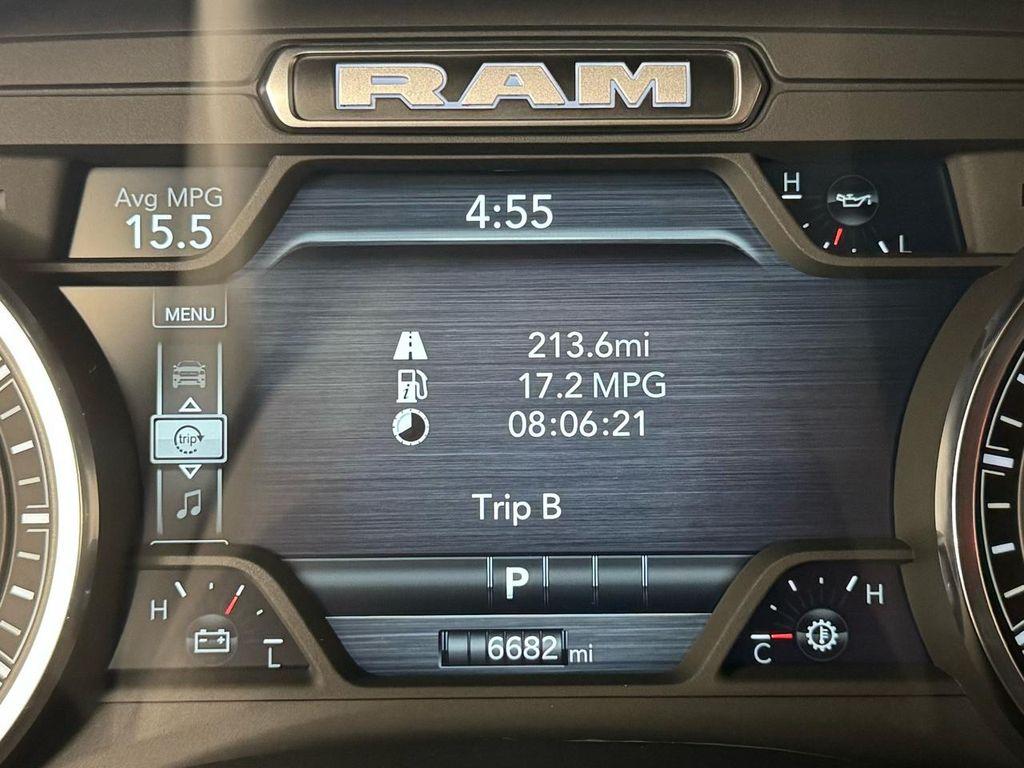 RAM
Avg MPG
15.5
4:55
H
L
MENU
213.6mi
i
17.2 MPG
trip
08:06:21
Trip B
P
H
L
H
C
6682 mi